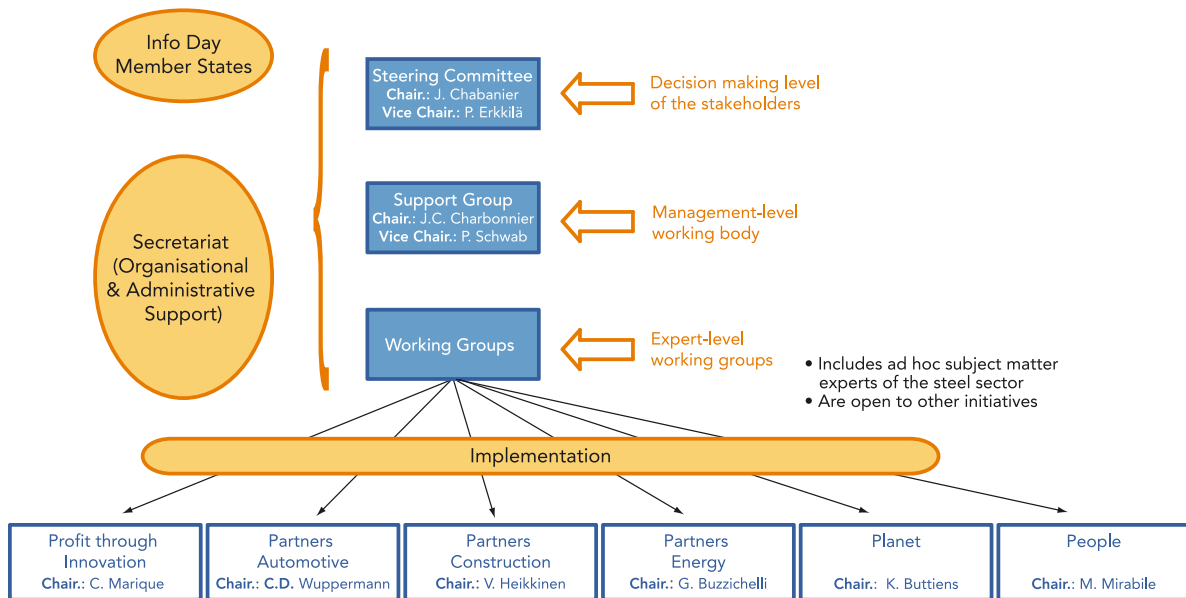 Info Day
Member States
Secretariat
(Organisational
& Administrative
Support)
Steering Committee
Chair.: J. Chabanier
Vice Chair.: P. Erkkilä
Decision making level
of the stakeholders
Support Group
Chair.: J.C. Charbonnier
Vice Chair.: P. Schwab
Management-level
working body
Working Groups
Expert-level
working groups
• Includes ad hoc subject matter
experts of the steel sector
• Are open to other initiatives
Implementation
Profit through
Innovation
Chair.: C. Marique
Partners
Automotive
Chair.: C.D. Wuppermann
Partners
Construction
Chair.: V. Heikkinen
Partners
Energy
Chair.: G. Buzzichelli
Planet
Chair.: K. Buttiens
People
Chair.: M. Mirabile